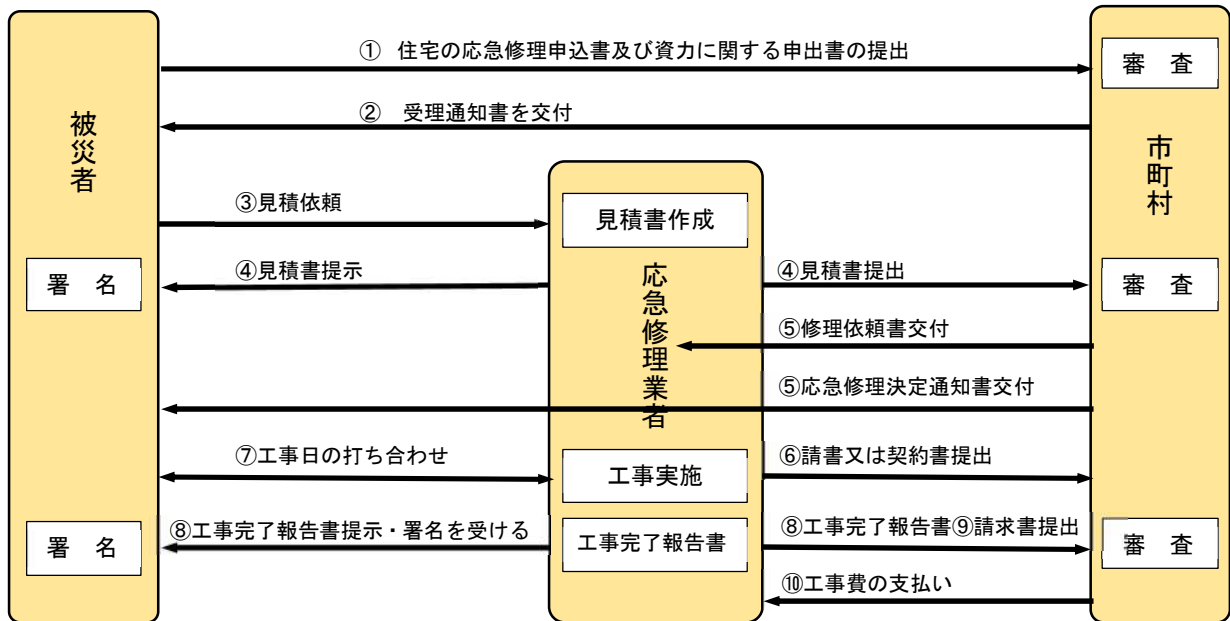 ① 住宅の応急修理申込書及び資力に関する申出書の提出
審 査
② 受理通知書を交付
被災者
市町村
③見積依頼
見積書作成
④見積書提示
署 名
応急修理業者
④見積書提出
審 査
⑤修理依頼書交付
⑤応急修理決定通知書交付
⑦工事日の打ち合わせ
工事実施
⑥請書又は契約書提出
⑧工事完了報告書提示・署名を受ける
署 名
工事完了報告書
⑧工事完了報告書⑨請求書提出
審 査
⑩工事費の支払い